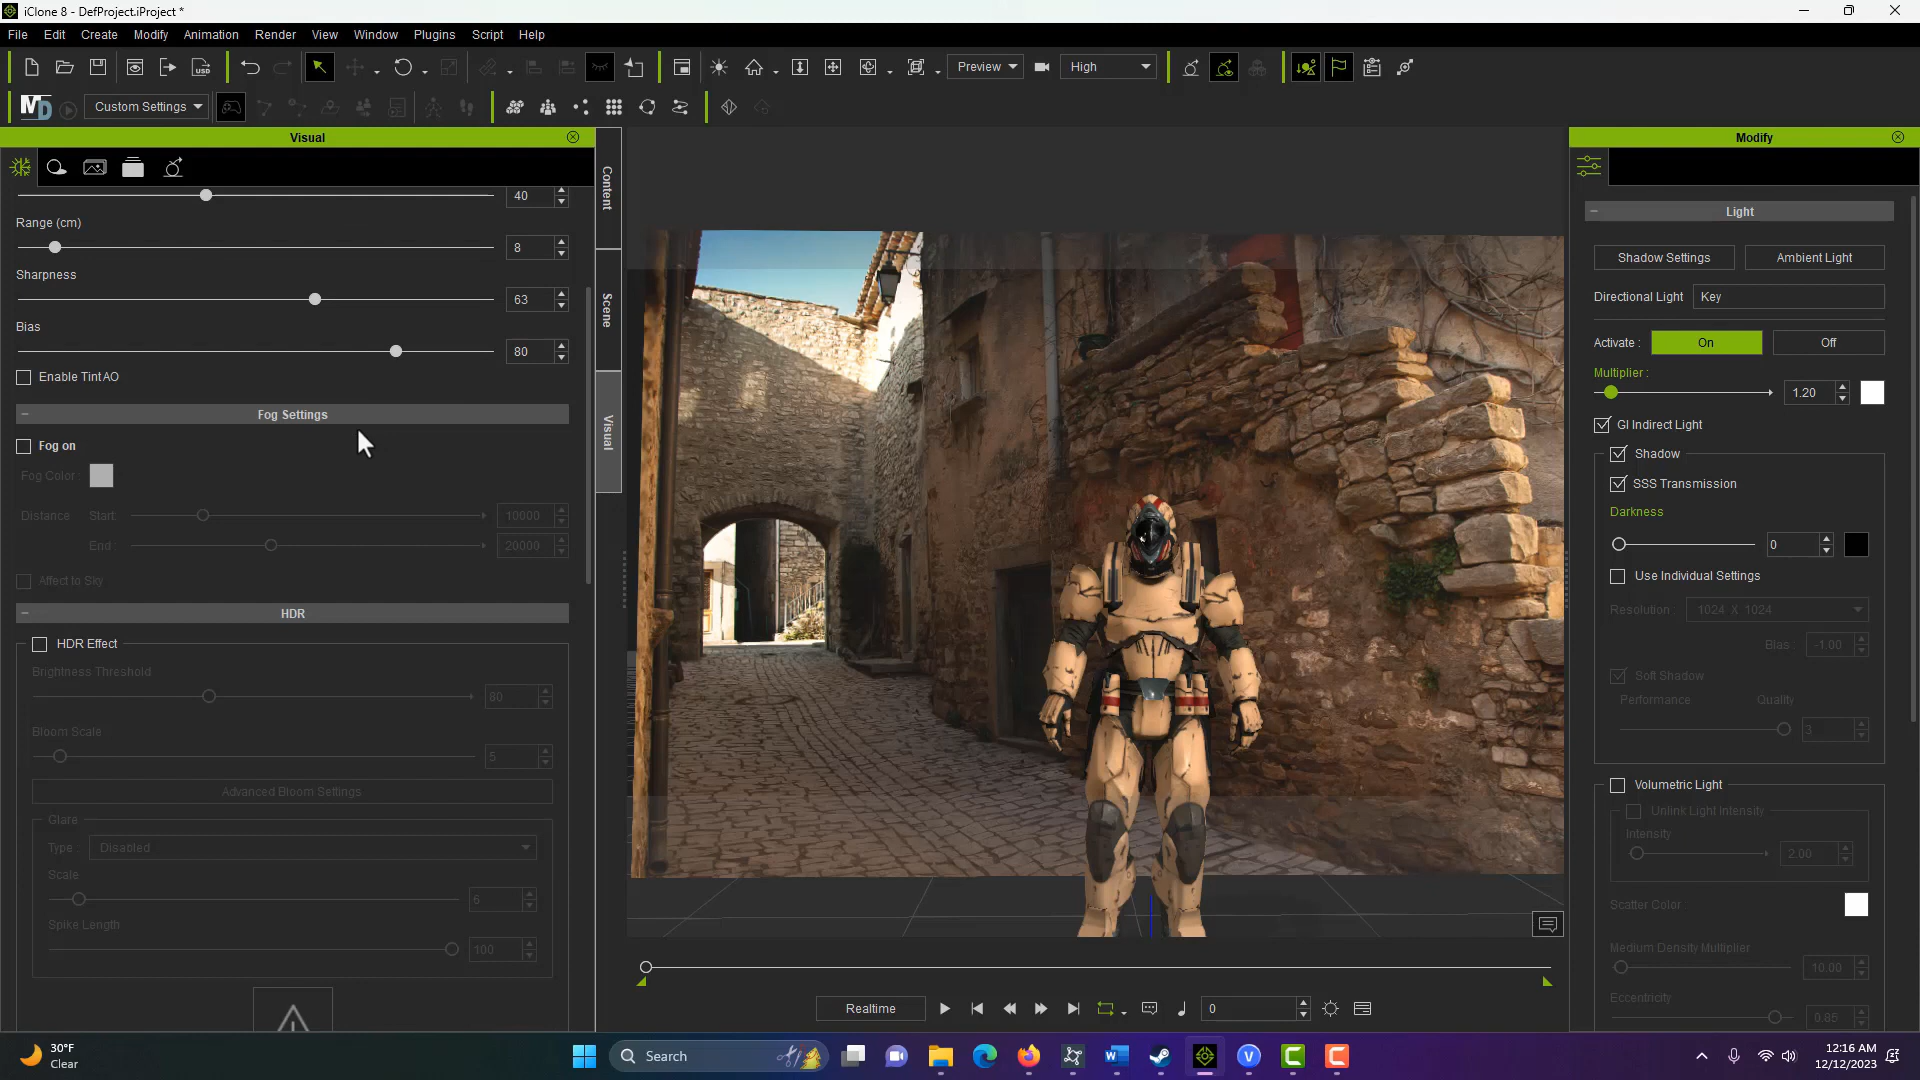 iClone 8 - DefProject.iProject *
File Edit Create Modify Animation Render View Window Plugins Script Help
Preview High
MD Custom Settings
Visual
40
Range (cm)
8
Sharpness
63
Bias
80
Enable TintAO
Fog Settings
Fog on
Fog Color :
Distance Start: 10000
End : 20000
Affect to Sky
HDR
HDR Effect
Brightness Threshold
80
Bloom Scale
5
Advanced Bloom Settings
Glare
Type : Disabled
Scale
6
Spike Length
100
Content
Scene
Visual
Modify
Light
Shadow Settings Ambient Light
Directional Light Key
Activate : On Off
Multiplier :
1.20
GI Indirect Light
Shadow
SSS Transmission
Darkness
0
Use Individual Settings
Resolution : 1024 X 1024
Bias : -1.00
Soft Shadow
Performance Quality
3
Volumetric Light
Unlink Light Intensity
Intensity
2.00
Scatter Color :
Medium Density Multiplier
10.00
Eccentricity
0.85
Realtime 0
30°F
Clear
Search
12:16 AM
12/12/2023